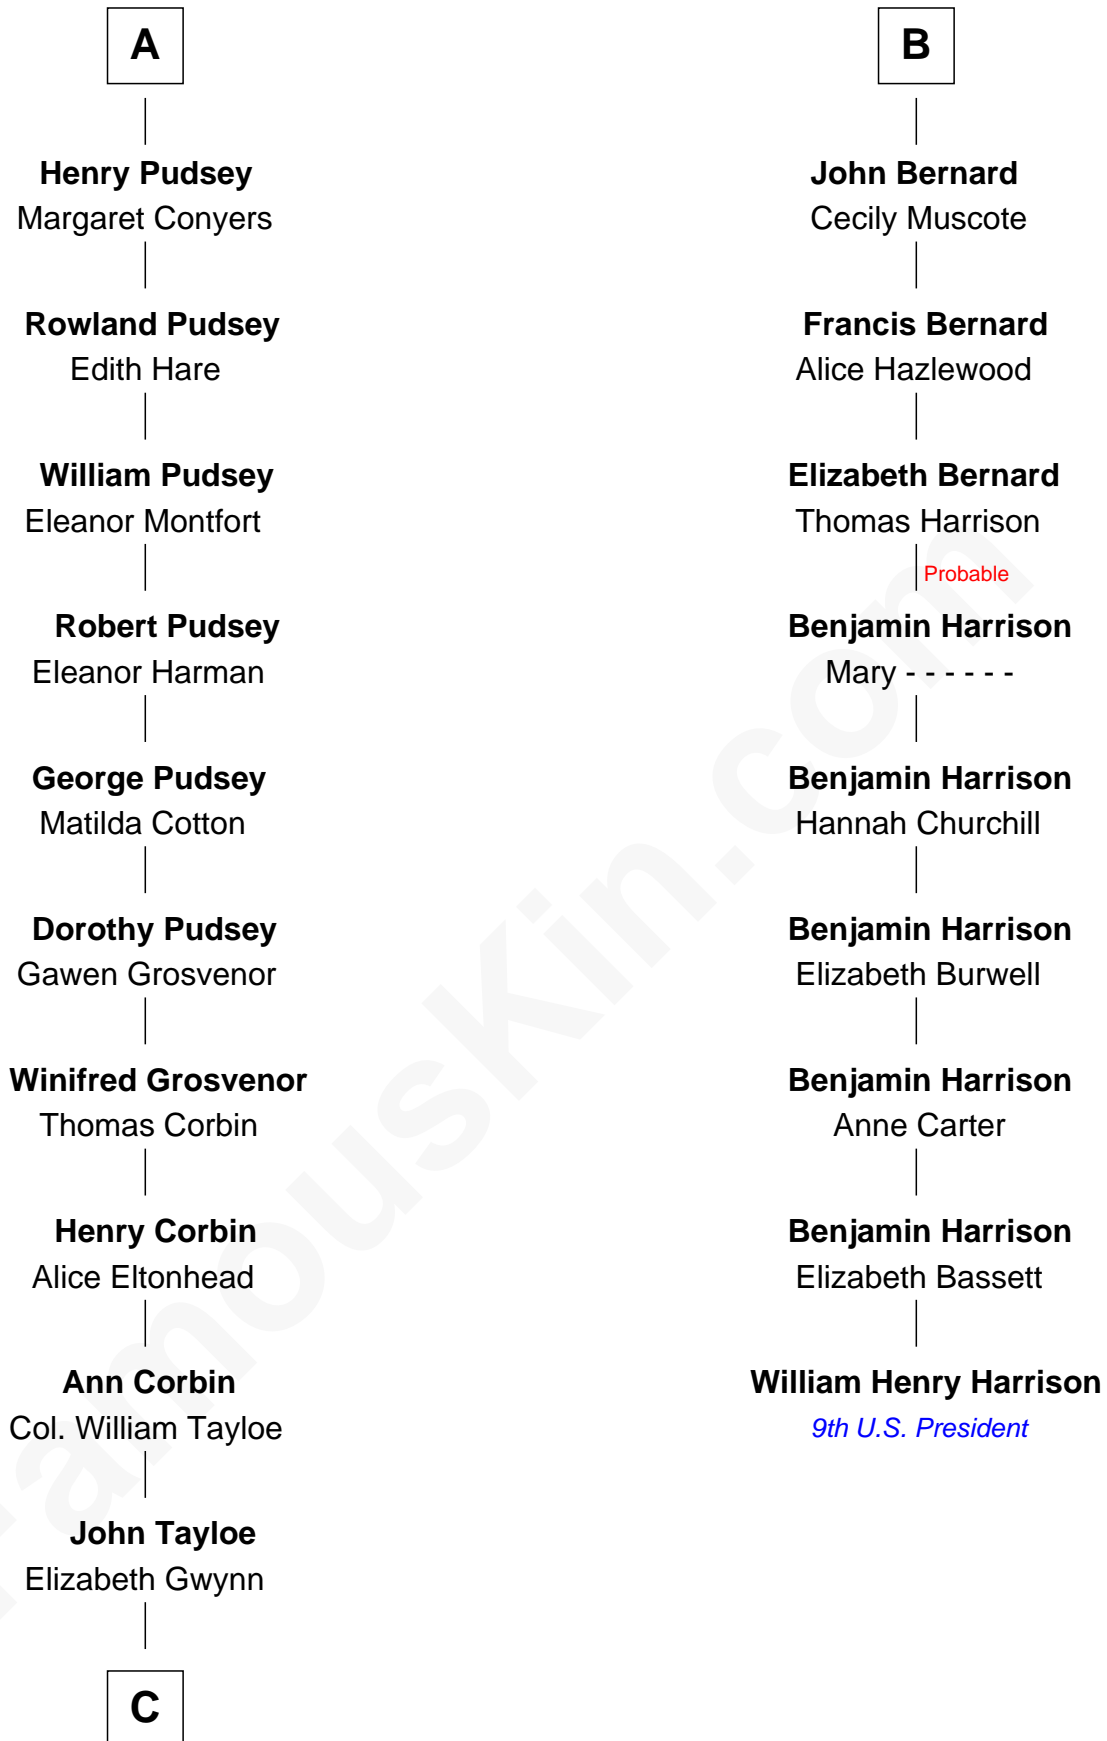 A
Henry Pudsey
Margaret Conyers
Rowland Pudsey
Edith Hare
William Pudsey
Eleanor Montfort
Robert Pudsey
Eleanor Harman
George Pudsey
Matilda Cotton
Dorothy Pudsey
Gawen Grosvenor
Winifred Grosvenor
Thomas Corbin
Henry Corbin
Alice Eltonhead
Ann Corbin
Col. William Tayloe
John Tayloe
Elizabeth Gwynn
C
B
John Bernard
Cecily Muscote
Francis Bernard
Alice Hazlewood
Elizabeth Bernard
Thomas Harrison
Probable
Benjamin Harrison
Mary - - - - - -
Benjamin Harrison
Hannah Churchill
Benjamin Harrison
Elizabeth Burwell
Benjamin Harrison
Anne Carter
Benjamin Harrison
Elizabeth Bassett
William Henry Harrison
9th U.S. President
FamousKin.com